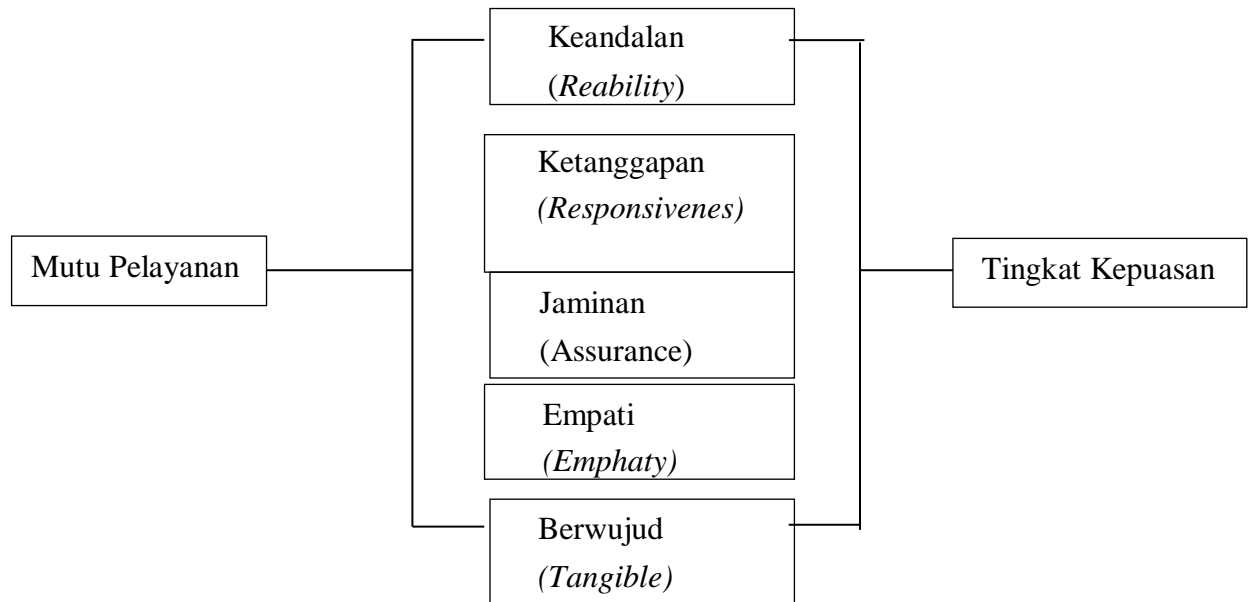 Keandalan
(Reability)
Ketanggapan
(Responsivenes)
Mutu Pelayanan
Tingkat Kepuasan
Jaminan
(Assurance)
Empati
(Emphaty)
Berwujud
(Tangible)